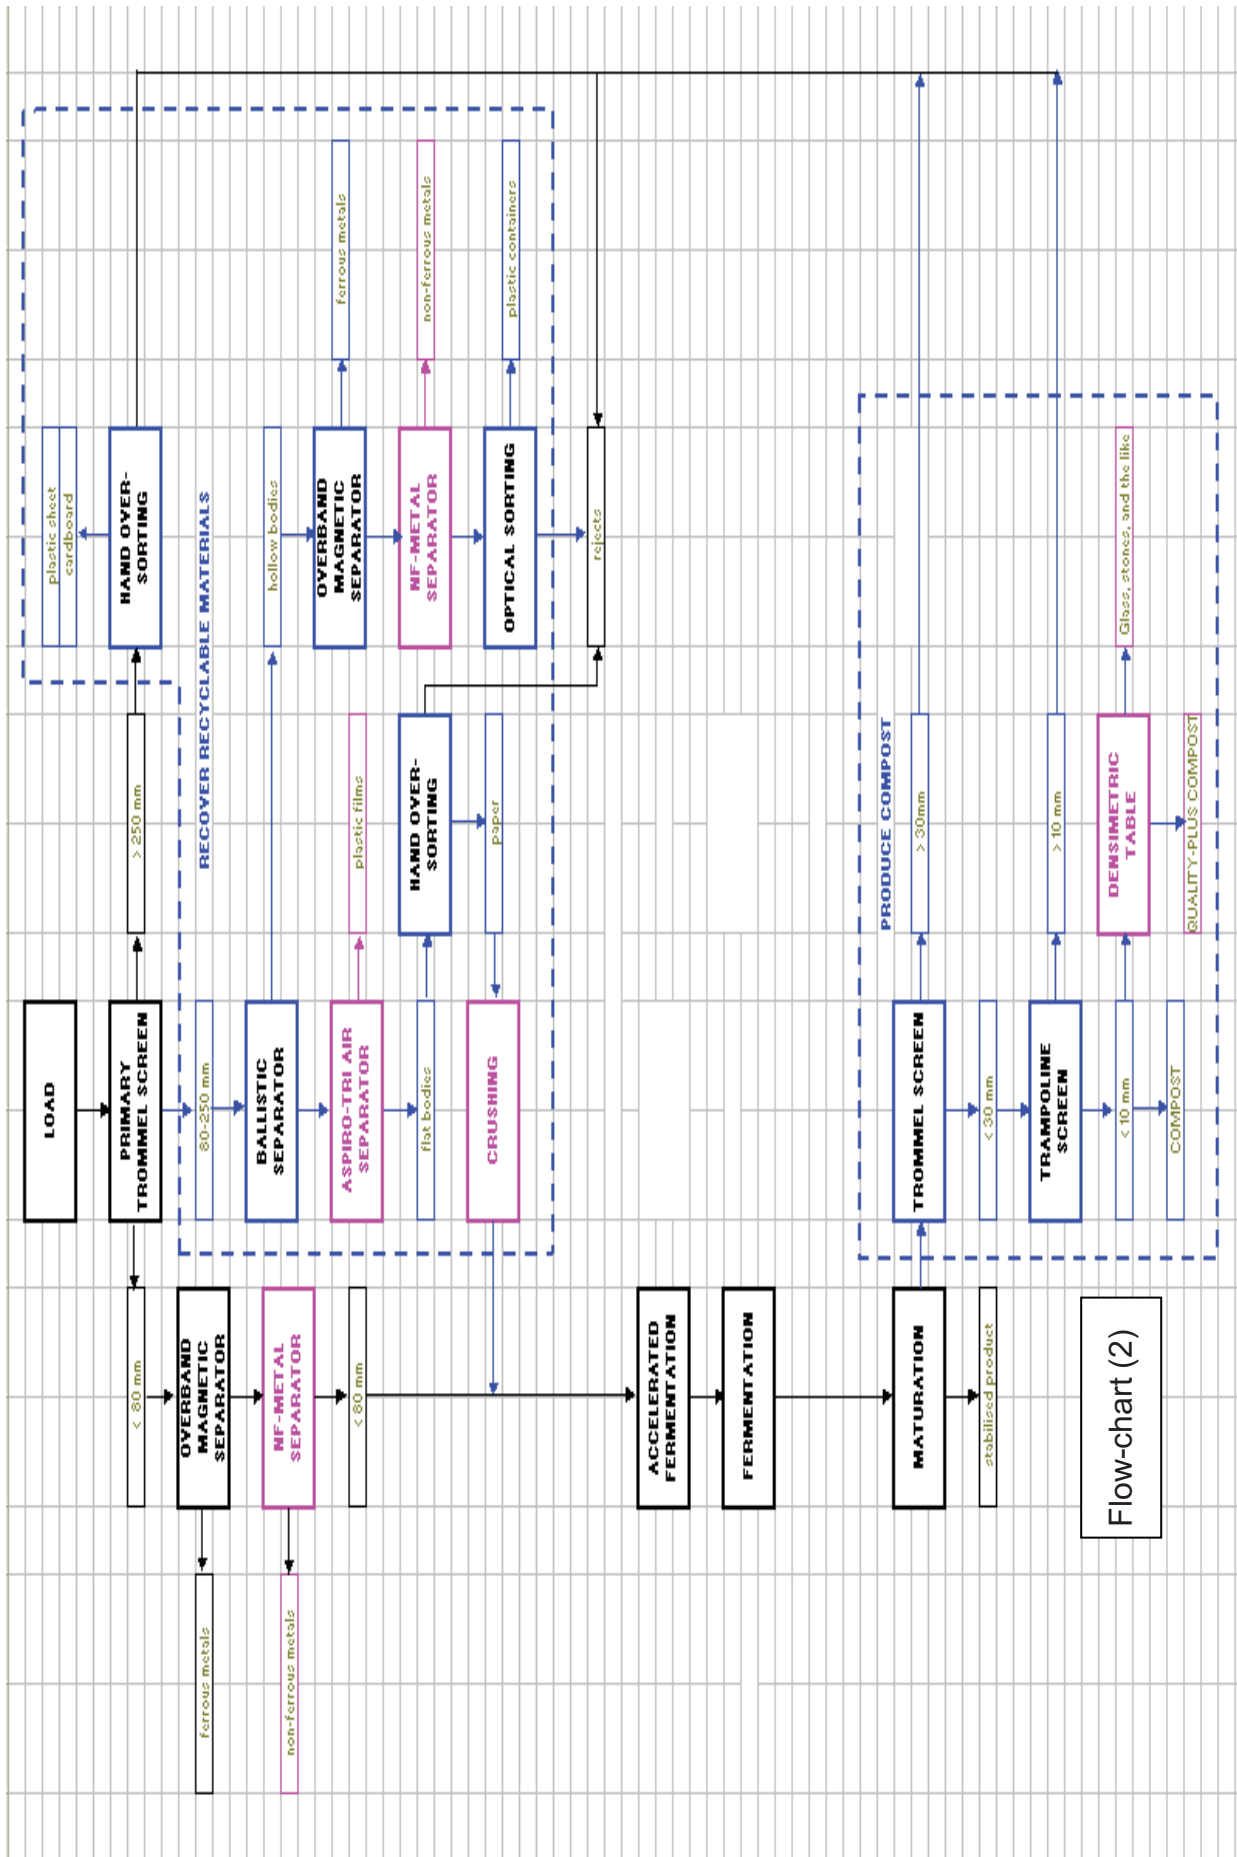 LOAD
PRIMARY
TROMMEL SCREEN
> 250 mm
HAND OVER-
SORTING
plastic sheet
cardboard
RECOVER RECYCLABLE MATERIALS
80-250 mm
BALLISTIC
SEPARATOR
hollow bodies
OVERBAND
MAGNETIC
SEPARATOR
ferrous metals
ASPIRO-TRI AIR
SEPARATOR
plastic films
NF-METAL
SEPARATOR
non-ferrous metals
flat bodies
HAND OVER-
SORTING
paper
OPTICAL SORTING
plastic containers
CRUSHING
rejects
< 80 mm
OVERBAND
MAGNETIC
SEPARATOR
ferrous metals
NF-METAL
SEPARATOR
non-ferrous metals
< 80 mm
ACCELERATED
FERMENTATION
FERMENTATION
MATURATION
stabilised product
PRODUCE COMPOST
TROMMEL SCREEN
> 30mm
< 30 mm
TRAMPOLINE
SCREEN
> 10 mm
< 10 mm
COMPOST
DENSIMETRIC
TABLE
Glass, stones, and the like
QUALITY-PLUS COMPOST
Flow-chart (2)